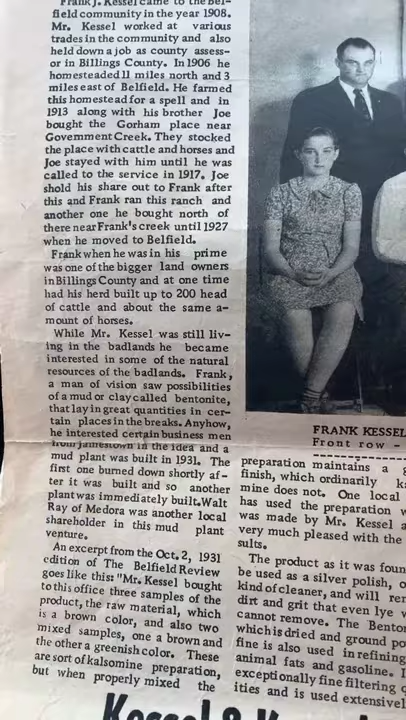 Frank J. Kessel came to the Bel-
field community in the year 1908.
Mr. Kessel worked at various
trades in the community and also
held down a job as county assess-
or in Billings County. In 1906 he
homesteaded 11 miles north and 3
miles east of Belfield. He farmed
this homestead for a spell and in
1913 along with his brother Joe
bought the Gorham place near
Government Creek. They stocked
the place with cattle and horses and
Joe stayed with him until he was
called to the service in 1917. Joe
shold his share out to Frank after
this and Frank ran this ranch and
another one he bought north of
there near Frank's creek until 1927
when he moved to Belfield.
Frank when he was in his prime
was one of the bigger land owners
in Billings County and at one time
had his herd built up to 200 head
of cattle and about the same a-
mount of horses.
While Mr. Kessel was still liv-
ing in the badlands he became
interested in some of the natural
resources of the badlands. Frank,
a man of vision saw possibilities
of a mud or clay called bentonite,
that lay in great quantities in cer-
tain places in the breaks. Anyhow,
he interested certain business men
from Jamestown in the idea and a
mud plant was built in 1931. The
first one burned down shortly af-
ter it was built and so another
plant was immediately built. Walt
Ray of Medora was another local
shareholder in this mud plant
venture.
An excerpt from the Oct. 2, 1931
edition of The Belfield Review
goes like this: "Mr. Kessel bought
to this office three samples of the
product, the raw material, which
is a brown color, and also two
mixed samples, one a brown and
the other a greenish color. These
are sort of kalsomine preparation,
but when properly mixed the
FRANK KESSEL
Front row -
preparation maintains a
finish, which ordinarily
mine does not. One local
has used the preparation
was made by Mr. Kessel
very much pleased with the
sults.
The product as it was foun
be used as a silver polish, o
kind of cleaner, and will re
dirt and grit that even lye
cannot remove. The Bento
which is dried and ground po
fine is also used in refining
animal fats and gasoline. I
exceptionally fine filtering
ities and is used extensivel
Kessel &